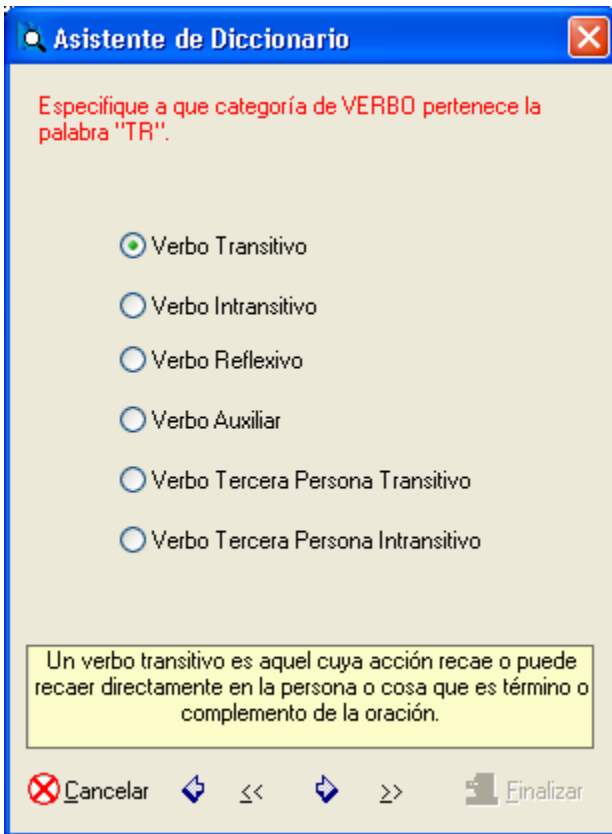 Asistente de Diccionario
Especifique a que categoría de VERBO pertenece la
palabra "TR".
Verbo Transitivo
Verbo Intransitivo
Verbo Reflexivo
Verbo Auxiliar
Verbo Tercera Persona Transitivo
Verbo Tercera Persona Intransitivo
Un verbo transitivo es aquel cuya acción recae o puede
recaer directamente en la persona o cosa que es término o
complemento de la oración.
Cancelar << >> Finalizar